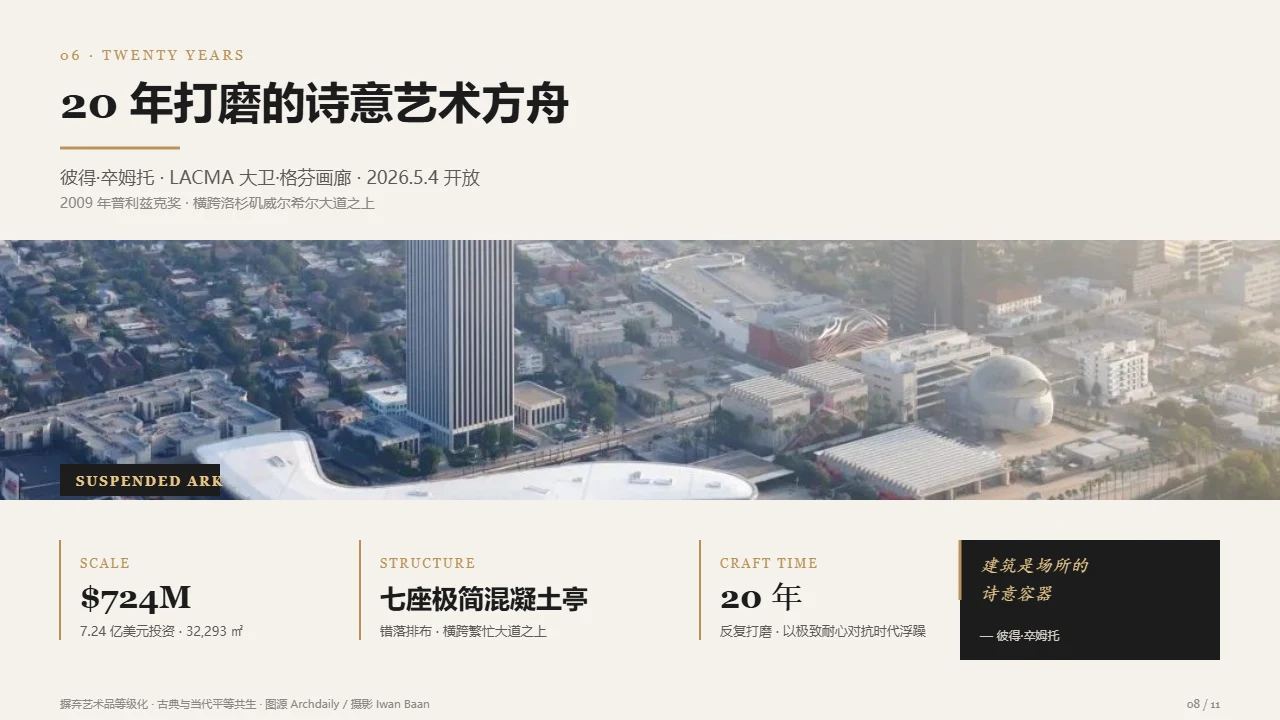 06 · TWENTY YEARS
20 年打磨的诗意艺术方舟
彼得·卒姆托 · LACMA 大卫·格芬画廊 · 2026.5.4 开放
2009 年普利兹克奖 · 横跨洛杉矶威尔希尔大道之上
SUSPENDED ARK
SCALE
$724M
7.24 亿美元投资 · 32,293 ㎡
STRUCTURE
七座极简混凝土亭
错落排布 · 横跨繁忙大道之上
CRAFT TIME
20 年
反复打磨 · 以极致耐心对抗时代浮躁
建筑是场所的
诗意容器
— 彼得·卒姆托
摒弃艺术品等级化 · 古典与当代平等共生 · 图源 Archdaily / 摄影 Iwan Baan
08 / 11